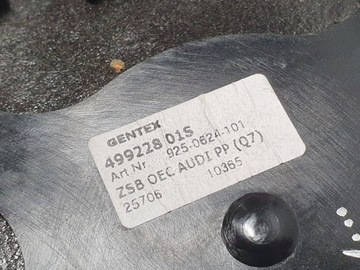 GENTEX
499228 01S
Art Nr. 925-0624-101
ZSB OEC AUDI PP (Q7)
25706 10365